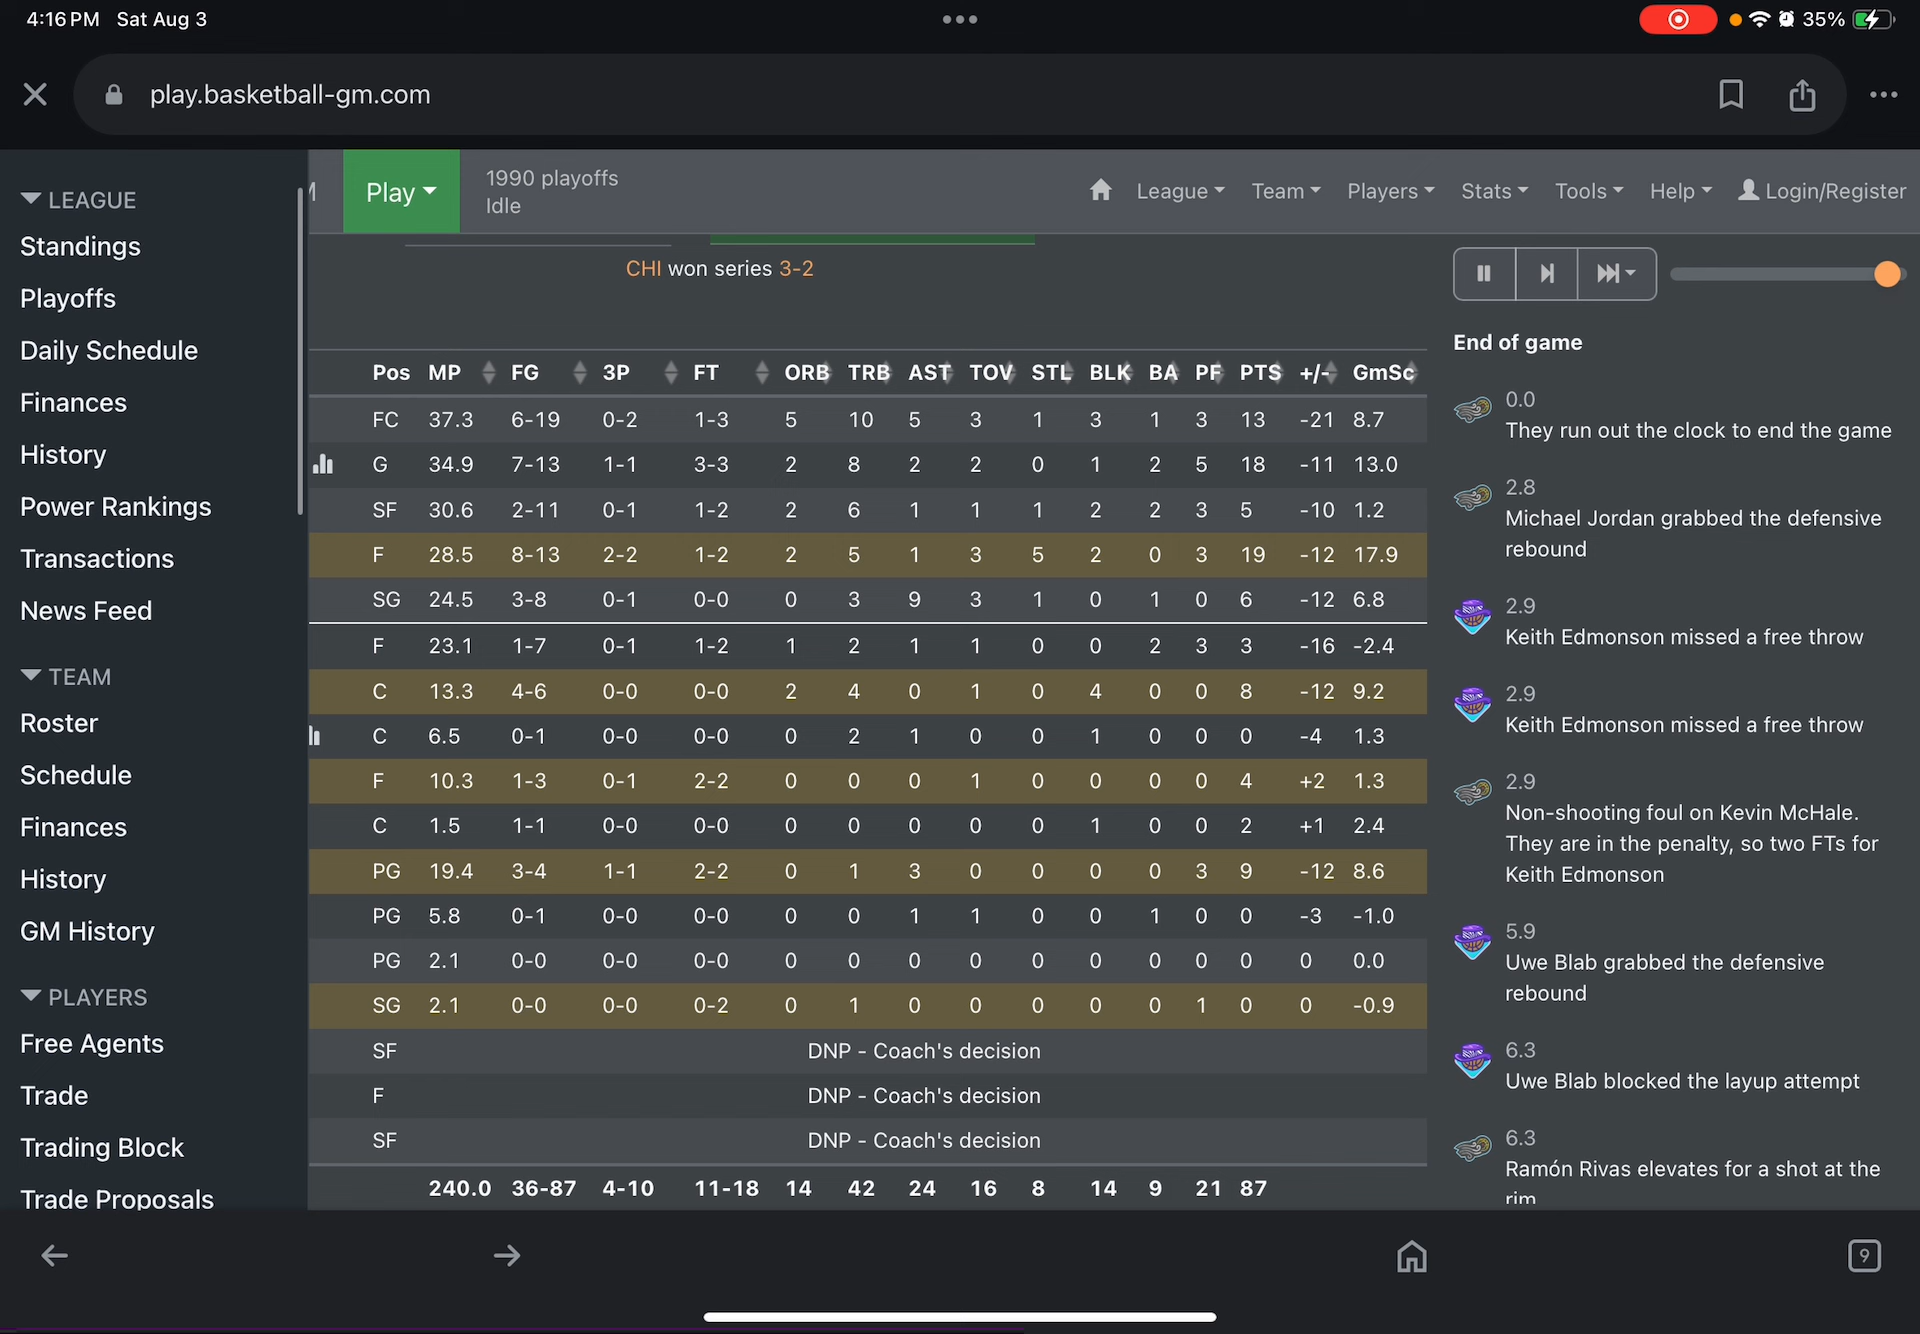 4:16 PM Sat Aug 3
35%
play.basketball-gm.com
Play
1990 playoffs
Idle
League
Team
Players
Stats
Tools
Help
Login/Register
LEAGUE
Standings
Playoffs
Daily Schedule
Finances
History
Power Rankings
Transactions
News Feed
TEAM
Roster
Schedule
Finances
History
GM History
PLAYERS
Free Agents
Trade
Trading Block
Trade Proposals
CHI won series 3-2
Pos MP FG 3P FT ORB TRB AST TOV STL BLK BA PF PTS +/- GmSc
FC 37.3 6-19 0-2 1-3 5 10 5 3 1 3 1 3 13 -21 8.7
G 34.9 7-13 1-1 3-3 2 8 2 2 0 1 2 5 18 -11 13.0
SF 30.6 2-11 0-1 1-2 2 6 1 1 1 2 2 3 5 -10 1.2
F 28.5 8-13 2-2 1-2 2 5 1 3 5 2 0 3 19 -12 17.9
SG 24.5 3-8 0-1 0-0 0 3 9 3 1 0 1 0 6 -12 6.8
F 23.1 1-7 0-1 1-2 1 2 1 1 0 0 2 3 3 -16 -2.4
C 13.3 4-6 0-0 0-0 2 4 0 1 0 4 0 0 8 -12 9.2
C 6.5 0-1 0-0 0-0 0 2 1 0 0 1 0 0 0 -4 1.3
F 10.3 1-3 0-1 2-2 0 0 0 1 0 0 0 0 4 +2 1.3
C 1.5 1-1 0-0 0-0 0 0 0 0 0 1 0 0 2 +1 2.4
PG 19.4 3-4 1-1 2-2 0 1 3 0 0 0 0 3 9 -12 8.6
PG 5.8 0-1 0-0 0-0 0 0 1 1 0 0 1 0 0 -3 -1.0
PG 2.1 0-0 0-0 0-0 0 0 0 0 0 0 0 0 0 0 0.0
SG 2.1 0-0 0-0 0-2 0 1 0 0 0 0 0 1 0 0 -0.9
SF DNP - Coach's decision
F DNP - Coach's decision
SF DNP - Coach's decision
240.0 36-87 4-10 11-18 14 42 24 16 8 14 9 21 87
End of game
0.0
They run out the clock to end the game
2.8
Michael Jordan grabbed the defensive
rebound
2.9
Keith Edmonson missed a free throw
2.9
Keith Edmonson missed a free throw
2.9
Non-shooting foul on Kevin McHale.
They are in the penalty, so two FTs for
Keith Edmonson
5.9
Uwe Blab grabbed the defensive
rebound
6.3
Uwe Blab blocked the layup attempt
6.3
Ramón Rivas elevates for a shot at the
rim
9